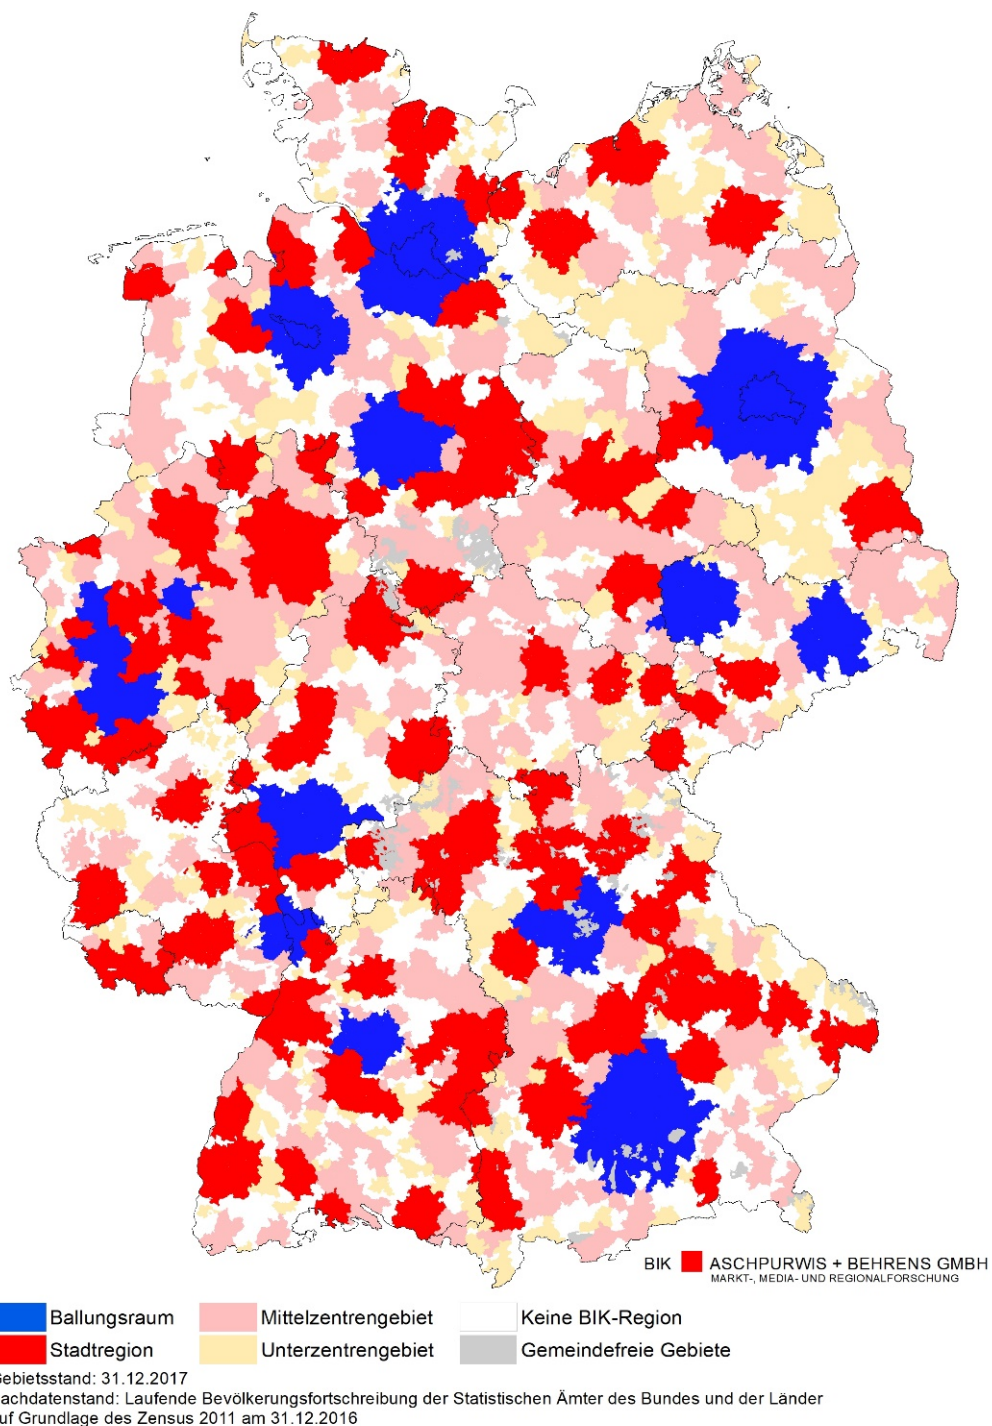 BIK ASCHPURWIS + BEHRENS GMBH
MARKT-, MEDIA- UND REGIONALFORSCHUNG
Ballungsraum Mittelzentrengebiet Keine BIK-Region
Stadtregion Unterzentrengebiet Gemeindefreie Gebiete
ebietsstand: 31.12.2017
achdatenstand: Laufende Bevölkerungsfortschreibung der Statistischen Ämter des Bundes und der Länder
uf Grundlage des Zensus 2011 am 31.12.2016